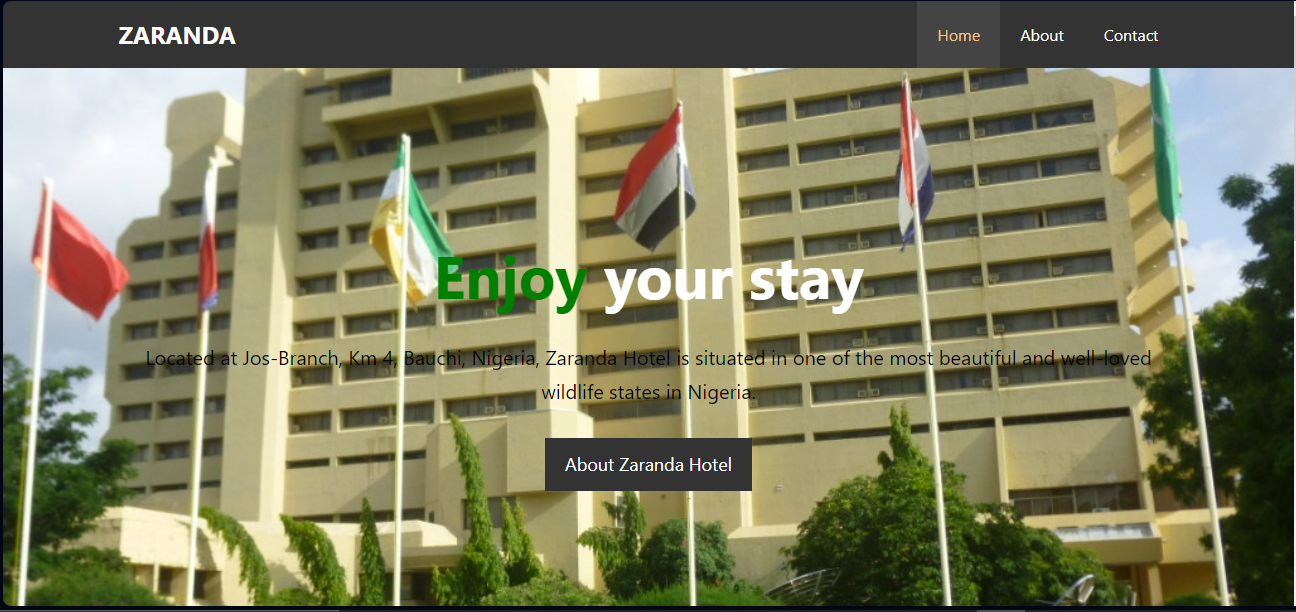 ZARANDA
Home About Contact
Enjoy your stay
Located at Jos-Branch, Km 4, Bauchi, Nigeria, Zaranda Hotel is situated in one of the most beautiful and well-loved
wildlife states in Nigeria.
About Zaranda Hotel